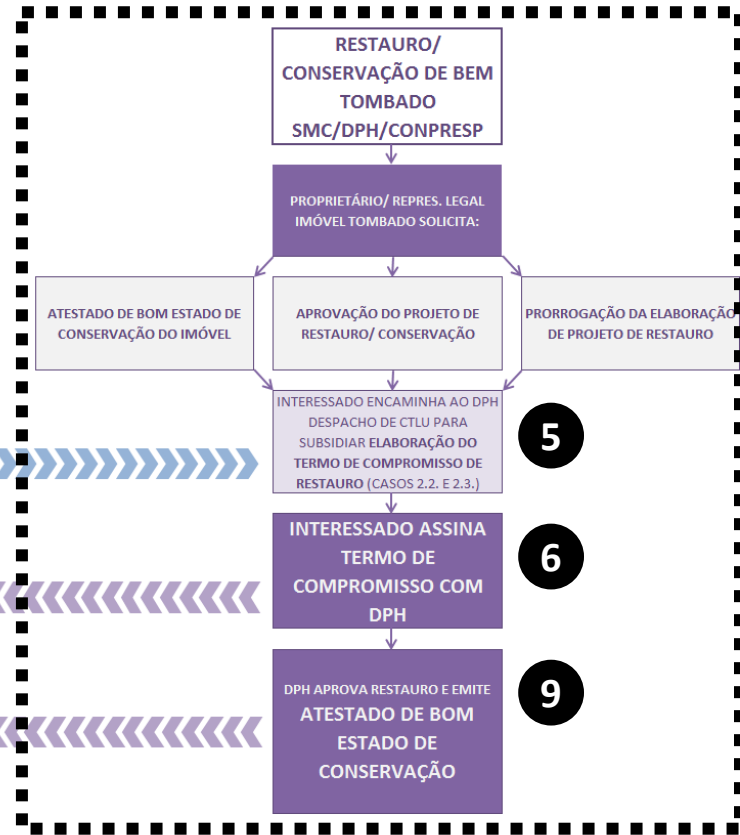 RESTAURO/
CONSERVAÇÃO DE BEM
TOMBADO
SMC/DPH/CONPRESP
PROPRIETÁRIO/ REPRES. LEGAL
IMÓVEL TOMBADO SOLICITA:
ATESTADO DE BOM ESTADO DE
CONSERVAÇÃO DO IMÓVEL
APROVAÇÃO DO PROJETO DE
RESTAURO/ CONSERVAÇÃO
PRORROGAÇÃO DA ELABORAÇÃO
DE PROJETO DE RESTAURO
INTERESSADO ENCAMINHA AO DPH
DESPACHO DE CTLU PARA
SUBSIDIAR ELABORAÇÃO DO
TERMO DE COMPROMISSO DE
RESTAURO (CASOS 2.2. E 2.3.)
5
INTERESSADO ASSINA
TERMO DE
COMPROMISSO COM
DPH
6
DPH APROVA RESTAURO E EMITE
ATESTADO DE BOM
ESTADO DE
CONSERVAÇÃO
9